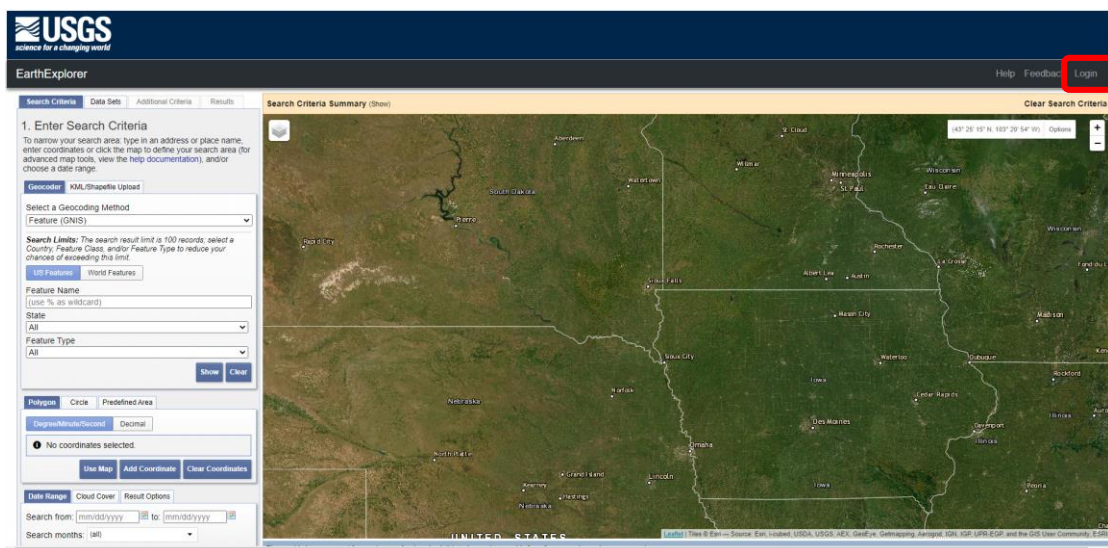 USGS
science for a changing world
EarthExplorer
Help Feedback Login
Search Criteria Data Sets Additional Criteria Results
Search Criteria Summary (Show)
Clear Search Criteria
1. Enter Search Criteria
To narrow your search area: type in an address or place name,
enter coordinates or click the map to define your search area (for
advanced map tools, view the help documentation), and/or
choose a date range.
Geocoder KML/Shapefile Upload
Select a Geocoding Method
Feature (GNIS)
Search Limits: The search result limit is 100 records; select a
Country, Feature Class, and/or Feature Type to reduce your
chances of exceeding this limit.
US Features World Features
Feature Name
(use % as wildcard)
State
All
Feature Type
All
Show Clear
Polygon Circle Predefined Area
Degree/Minute/Second Decimal
No coordinates selected.
Use Map Add Coordinate Clear Coordinates
Date Range Cloud Cover Result Options
Search from: mm/dd/yyyy to: mm/dd/yyyy
Search months: (all)
(43° 25' 15" N, 103° 29' 54" W) Options
+
−
Aberdeen
St. Cloud
Willmar
Watertown
Minneapolis
St. Paul
Wisconsin
Eau Claire
South Dakota
Pierre
Wisconsin
Rapid City
Rochester
La Crosse
Fond du L
Albert Lea
Austin
Sioux Falls
Mason City
Madison
Sioux City
Waterloo
Dubuque
Rockford
Norfolk
Iowa
Nebraska
Cedar Rapids
Illinois
Des Moines
Davenport
Illinois
Omaha
North Platte
Grand Island
Lincoln
Iowa
Peoria
Kearney
Hastings
Nebraska
UNITED STATES
Leaflet | Tiles © Esri — Source: Esri, i-cubed, USDA, USGS, AEX, GeoEye, Getmapping, Aerogrid, IGN, IGP, UPR-EGP, and the GIS User Community, ESRI